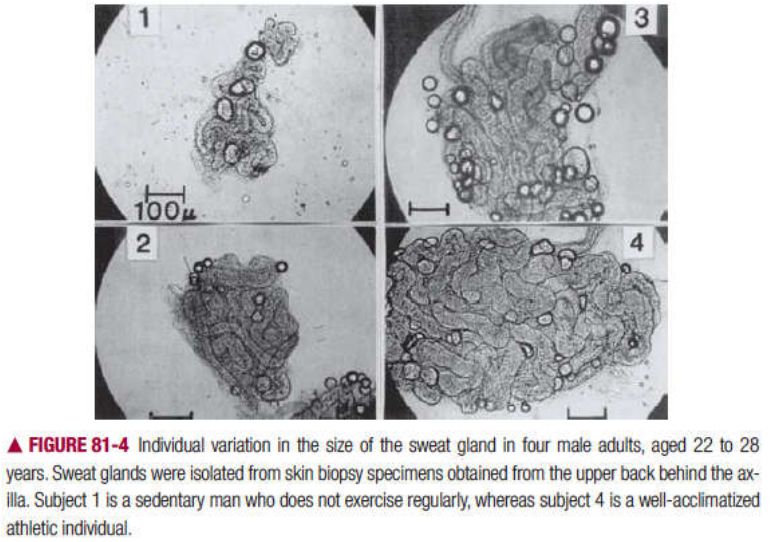 1
3
100µ
2
4
▲ FIGURE 81-4 Individual variation in the size of the sweat gland in four male adults, aged 22 to 28
years. Sweat glands were isolated from skin biopsy specimens obtained from the upper back behind the ax-
illa. Subject 1 is a sedentary man who does not exercise regularly, whereas subject 4 is a well-acclimatized
athletic individual.